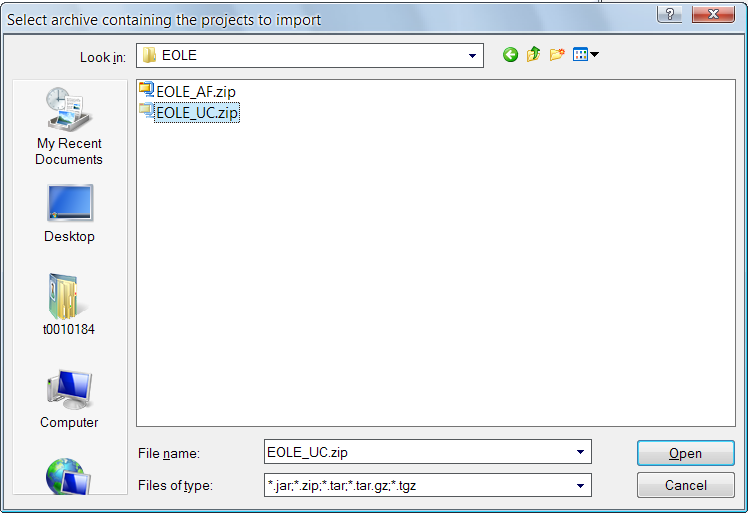 Select archive containing the projects to import
Look in: EOLE
EOLE_AF.zip
EOLE_UC.zip
My Recent
Documents
Desktop
t0010184
Computer
File name: EOLE_UC.zip Open
Files of type: *.jar;*.zip;*.tar;*.tar.gz;*.tgz Cancel